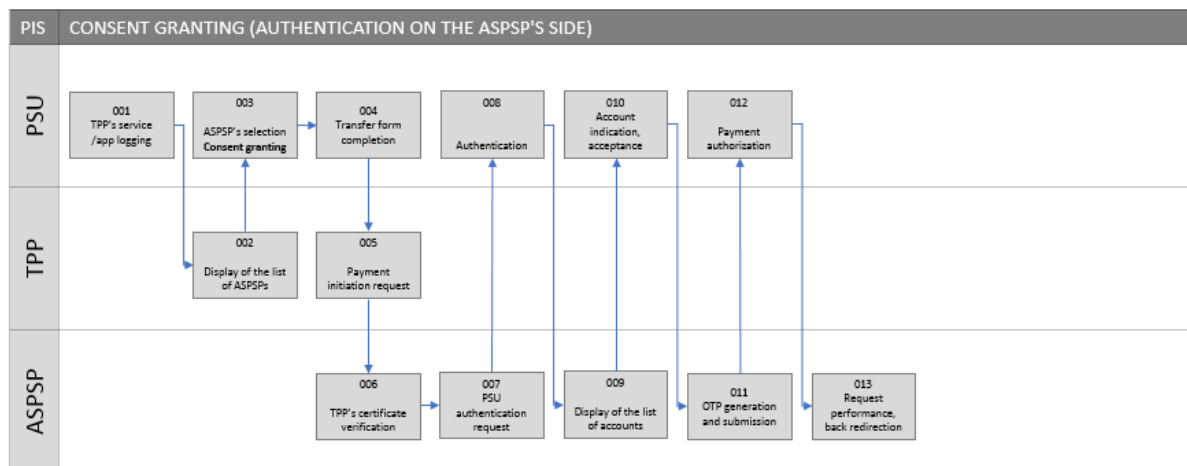 PIS CONSENT GRANTING (AUTHENTICATION ON THE ASPSP'S SIDE)
PSU
001
TPP's service
/app logging
003
ASPSP's selection
Consent granting
004
Transfer form
completion
008
Authentication
010
Account
indication,
acceptance
012
Payment
authorization
TPP
002
Display of the list
of ASPSPs
005
Payment
initiation request
ASPSP
006
TPP's certificate
verification
007
PSU
authentication
request
009
Display of the list
of accounts
011
OTP generation
and submission
013
Request
performance,
back redirection